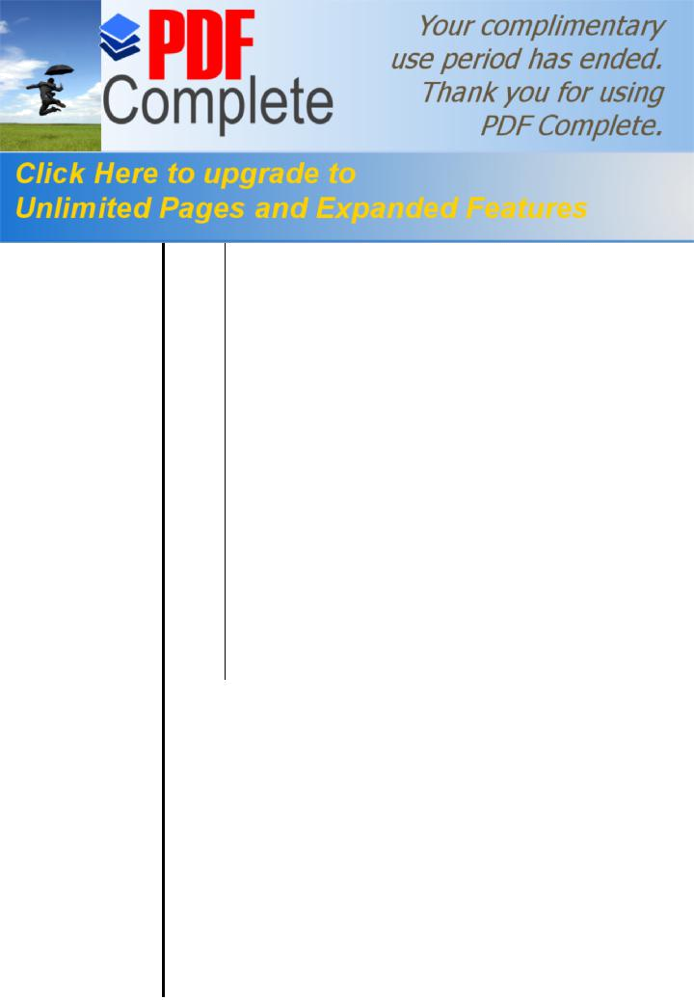 PDF
Complete
Your complimentary
use period has ended.
Thank you for using
PDF Complete.
Click Here to upgrade to
Unlimited Pages and Expanded Features